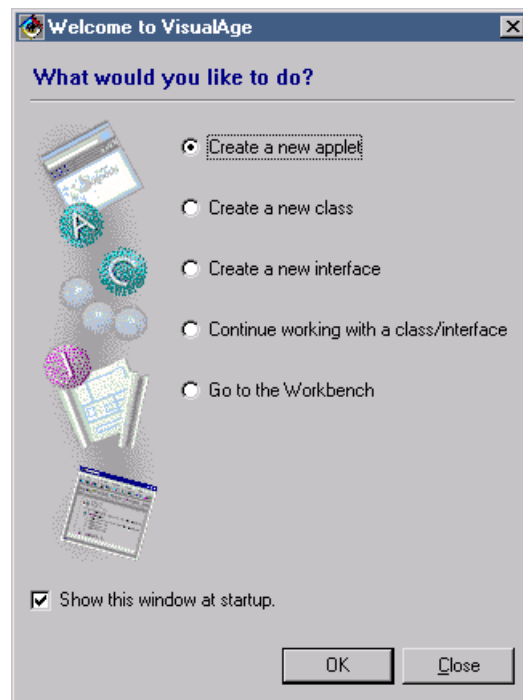 Welcome to VisualAge
What would you like to do?
Create a new applet
Create a new class
Create a new interface
Continue working with a class/interface
Go to the Workbench
A
C
I
Show this window at startup.
OK
Close